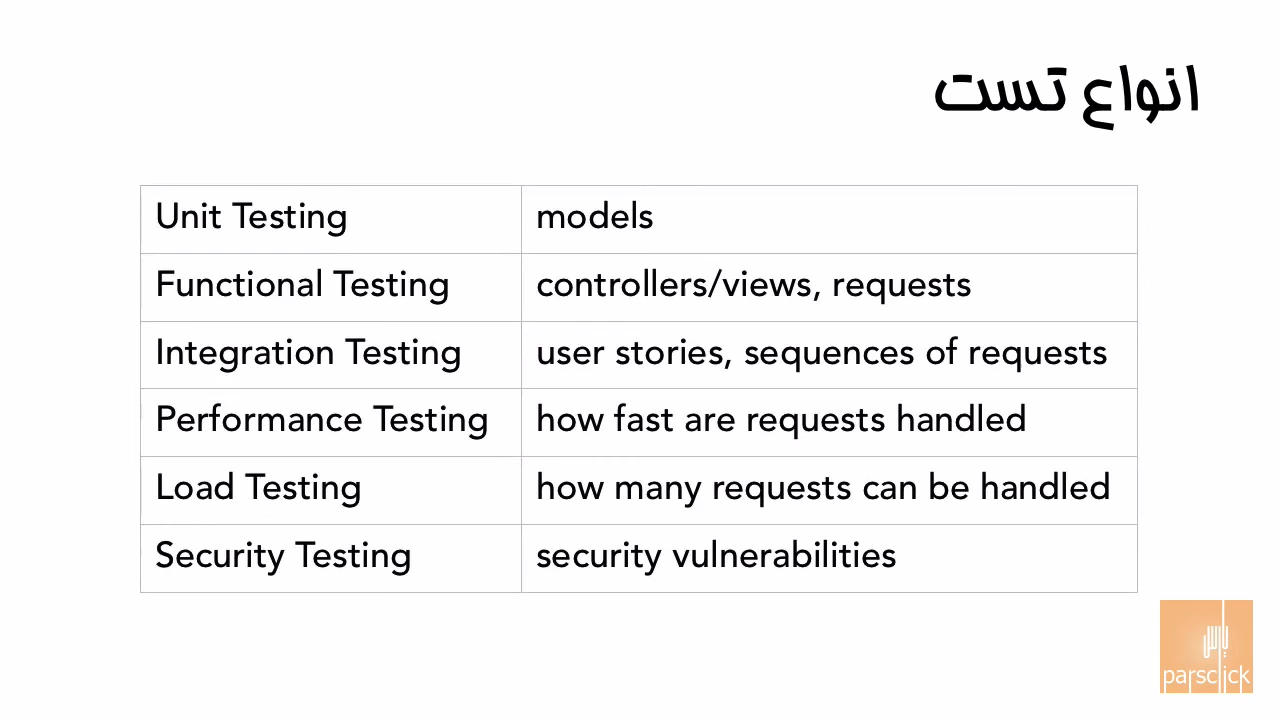 انواع تست
Unit Testing models
Functional Testing controllers/views, requests
Integration Testing user stories, sequences of requests
Performance Testing how fast are requests handled
Load Testing how many requests can be handled
Security Testing security vulnerabilities
پارس
parsclick